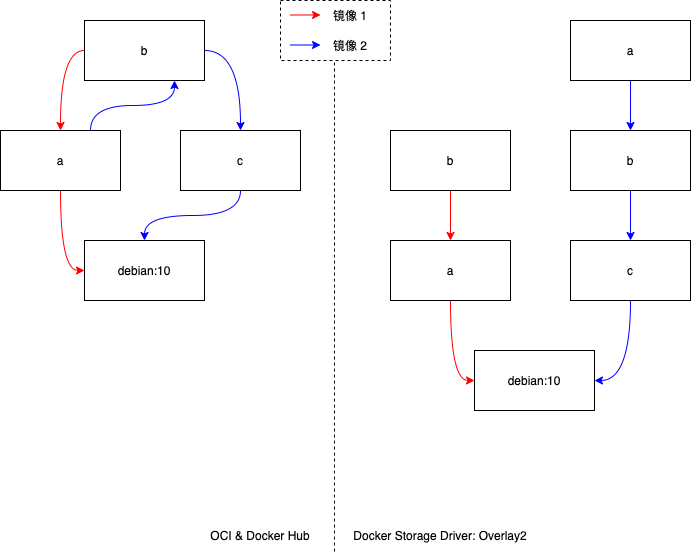 镜像 1
镜像 2
b
a
c
debian:10
a
b
b
a
c
debian:10
OCI & Docker Hub
Docker Storage Driver: Overlay2